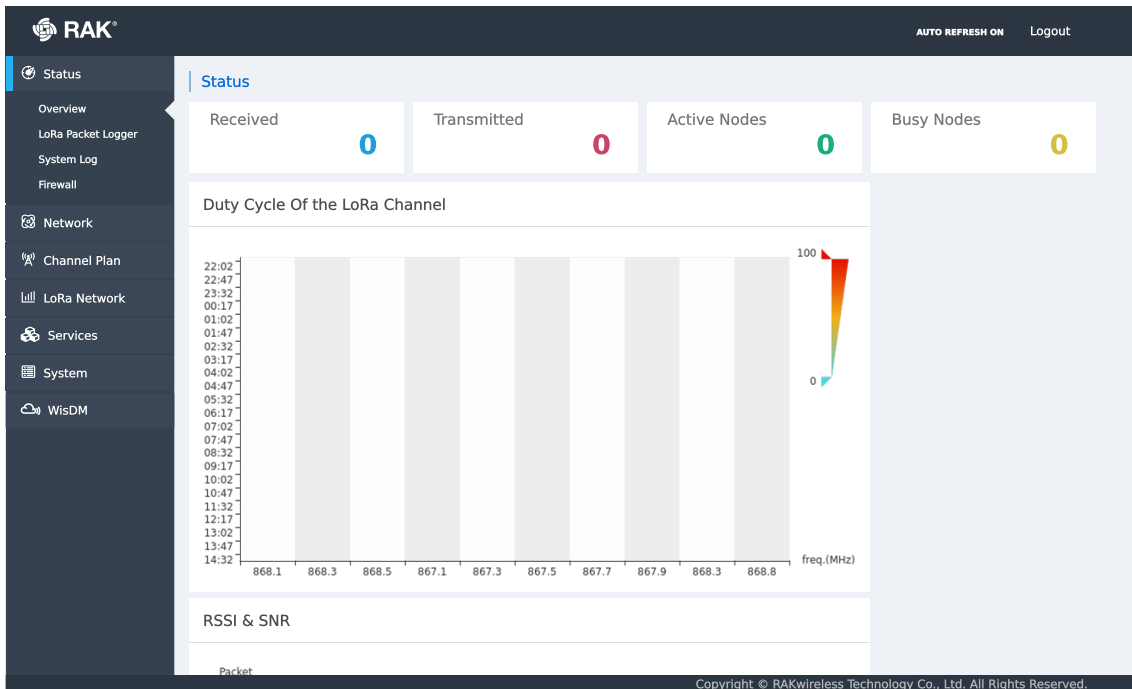 RAK®
AUTO REFRESH ON Logout
Status
Overview
LoRa Packet Logger
System Log
Firewall
Network
Channel Plan
LoRa Network
Services
System
WisDM
Status
Received
0
Transmitted
0
Active Nodes
0
Busy Nodes
0
Duty Cycle Of the LoRa Channel
22:02
22:47
23:32
00:17
01:02
01:47
02:32
03:17
04:02
04:47
05:32
06:17
07:02
07:47
08:32
09:17
10:02
10:47
11:32
12:17
13:02
13:47
14:32
868.1 868.3 868.5 867.1 867.3 867.5 867.7 867.9 868.3 868.8
freq.(MHz)
100
0
RSSI & SNR
Packet
Copyright © RAKwireless Technology Co., Ltd. All Rights Reserved.